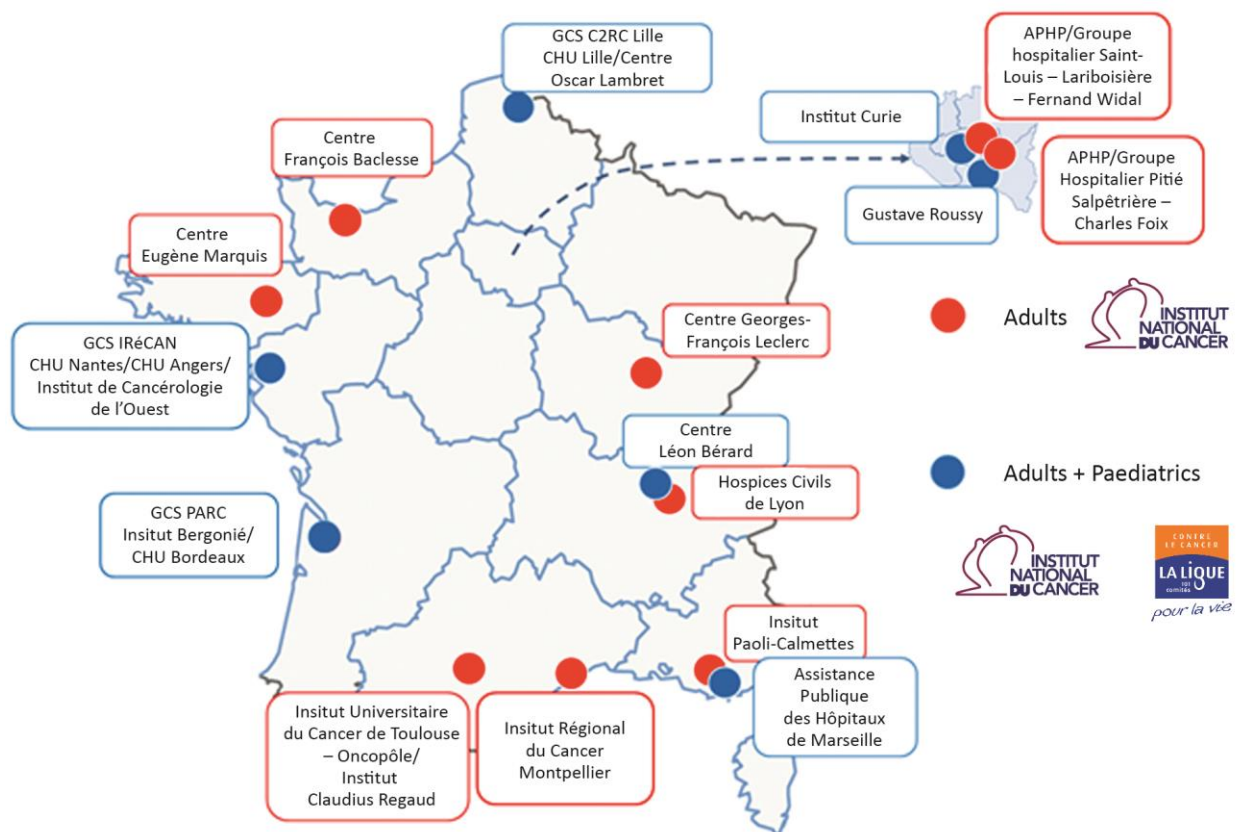 GCS C2RC Lille
CHU Lille/Centre
Oscar Lambret
APHP/Groupe
hospitalier Saint-
Louis – Lariboisière
– Fernand Widal
Institut Curie
Centre
François Baclesse
APHP/Groupe
Hospitalier Pitié
Salpêtrière –
Charles Foix
Gustave Roussy
Centre
Eugène Marquis
Centre Georges-
François Leclerc
Adults
INSTITUT
NATIONAL
DU CANCER
GCS IRéCAN
CHU Nantes/CHU Angers/
Institut de Cancérologie
de l’Ouest
Centre
Léon Bérard
Hospices Civils
de Lyon
Adults + Paediatrics
GCS PARC
Insitut Bergonié/
CHU Bordeaux
INSTITUT
NATIONAL
DU CANCER
CONTRE
LE CANCER
LA LIGUE
101
comités
pour la vie
Insitut
Paoli-Calmettes
Assistance
Publique
des Hôpitaux
de Marseille
Insitut Universitaire
du Cancer de Toulouse
– Oncopôle/
Institut
Claudius Regaud
Insitut Régional
du Cancer
Montpellier